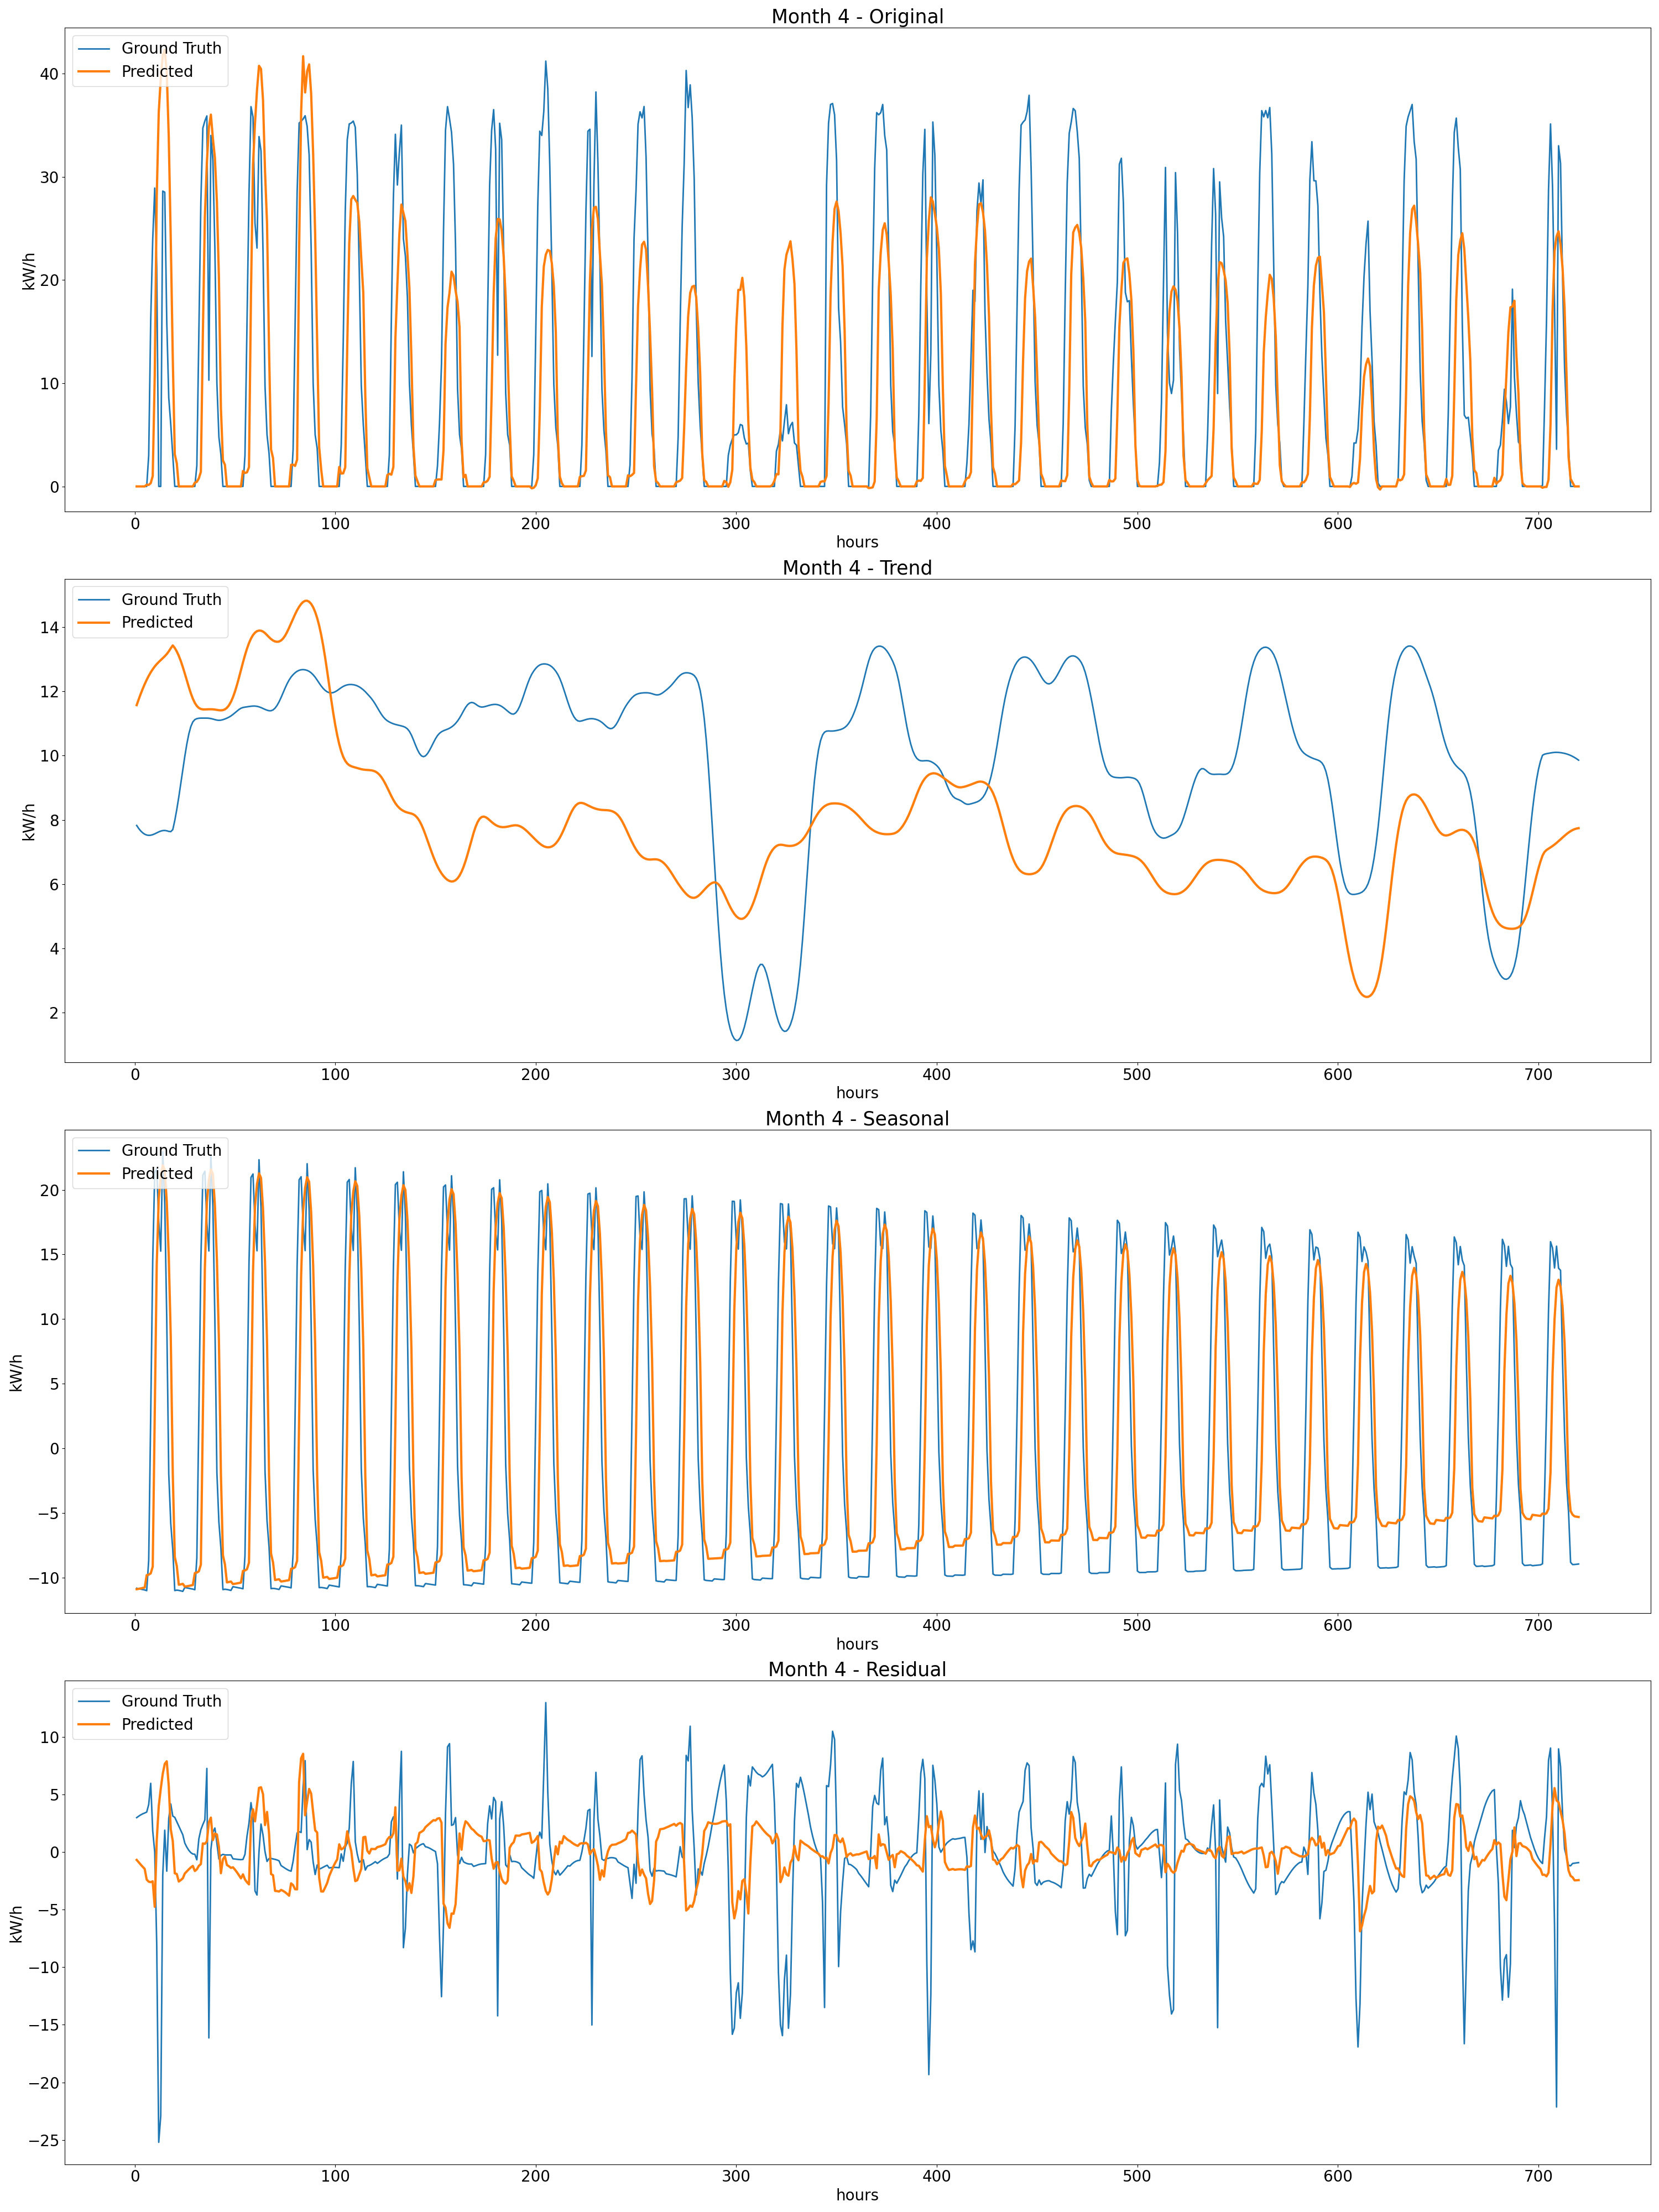 Month 4 - Original
Ground Truth
Predicted
40
30
20
10
0
kW/h
0 100 200 300 400 500 600 700
hours
Month 4 - Trend
Ground Truth
Predicted
14
12
10
8
6
4
2
kW/h
0 100 200 300 400 500 600 700
hours
Month 4 - Seasonal
Ground Truth
Predicted
20
15
10
5
0
−5
−10
kW/h
0 100 200 300 400 500 600 700
hours
Month 4 - Residual
Ground Truth
Predicted
10
5
0
−5
−10
−15
−20
−25
kW/h
0 100 200 300 400 500 600 700
hours